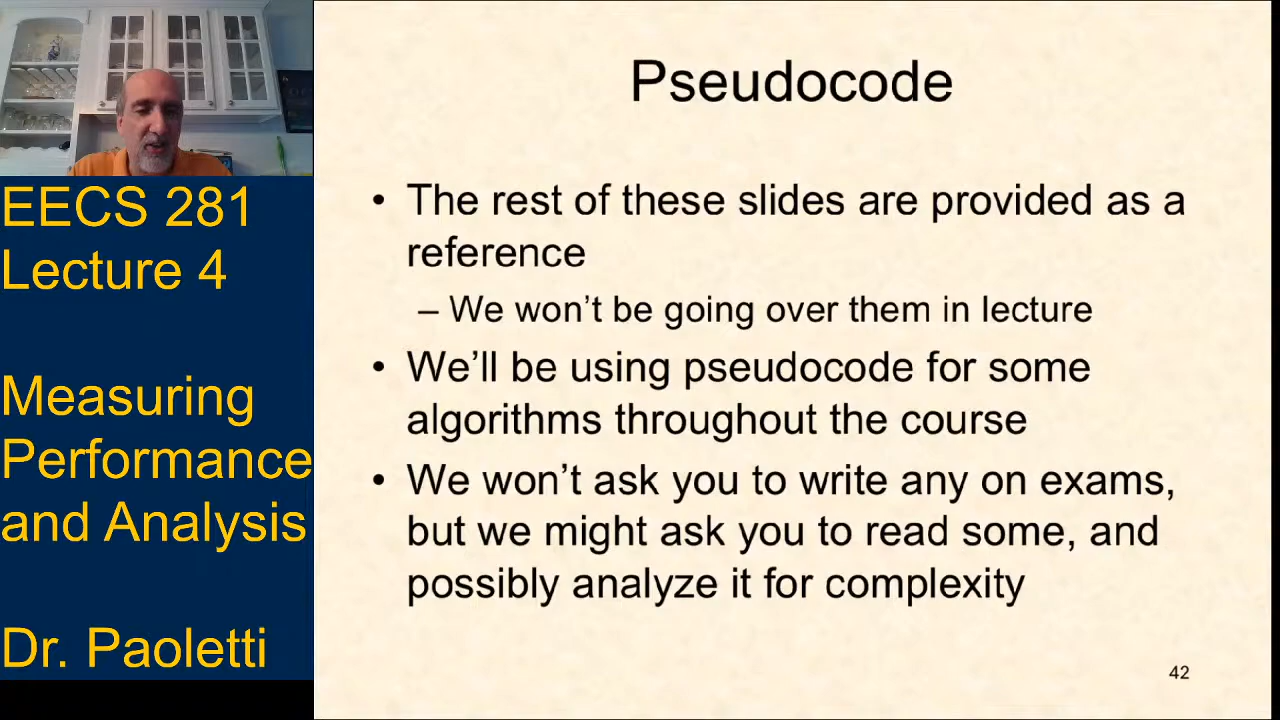 EECS 281
Lecture 4
Measuring
Performance
and Analysis
Dr. Paoletti
Pseudocode
• The rest of these slides are provided as a
reference
– We won’t be going over them in lecture
• We’ll be using pseudocode for some
algorithms throughout the course
• We won’t ask you to write any on exams,
but we might ask you to read some, and
possibly analyze it for complexity
42